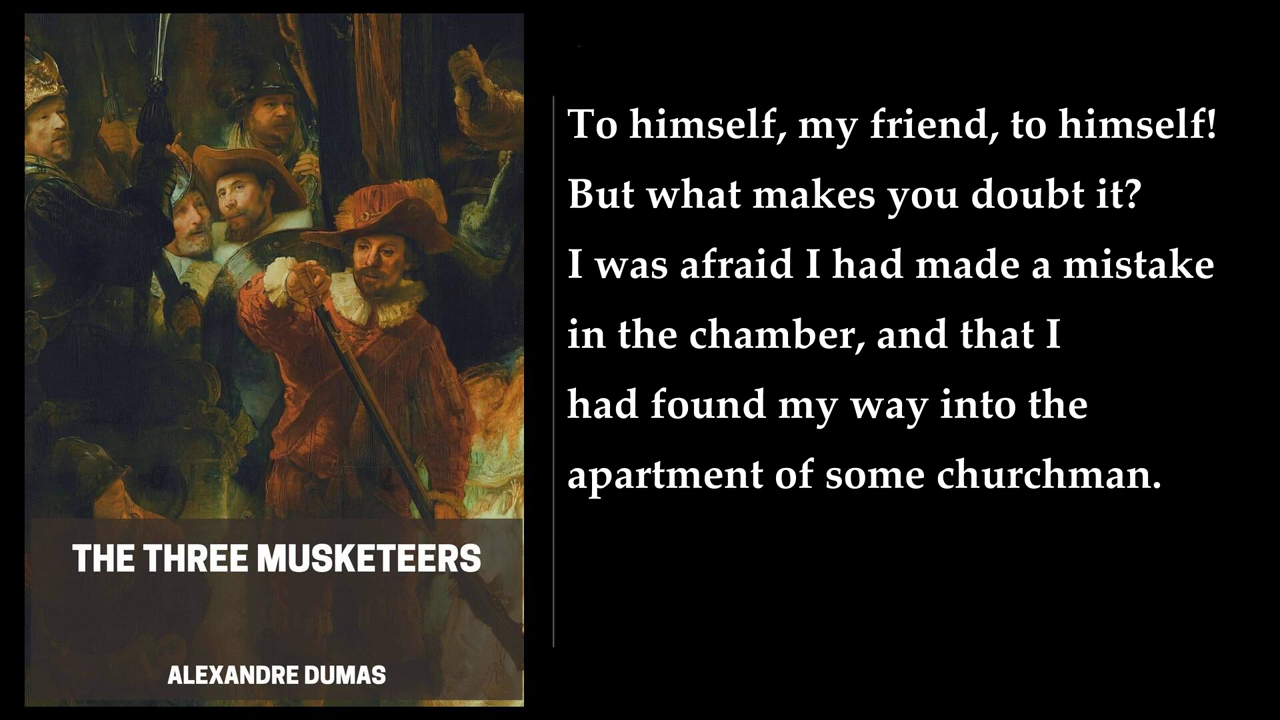 THE THREE MUSKETEERS
ALEXANDRE DUMAS
To himself, my friend, to himself!
But what makes you doubt it?
I was afraid I had made a mistake
in the chamber, and that I
had found my way into the
apartment of some churchman.